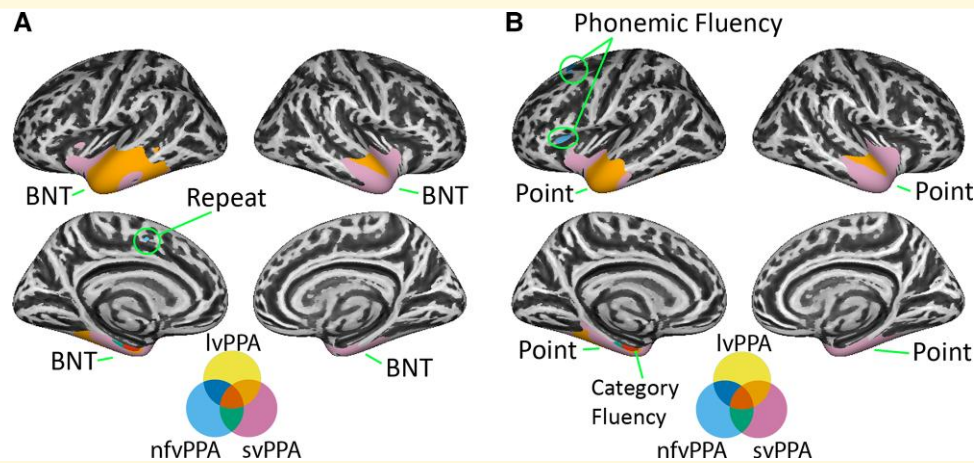 A
BNT
BNT
Repeat
BNT
BNT
lvPPA
nfvPPA
svPPA
B
Phonemic Fluency
Point
Point
Point
Point
lvPPA
Category
Fluency
nfvPPA
svPPA